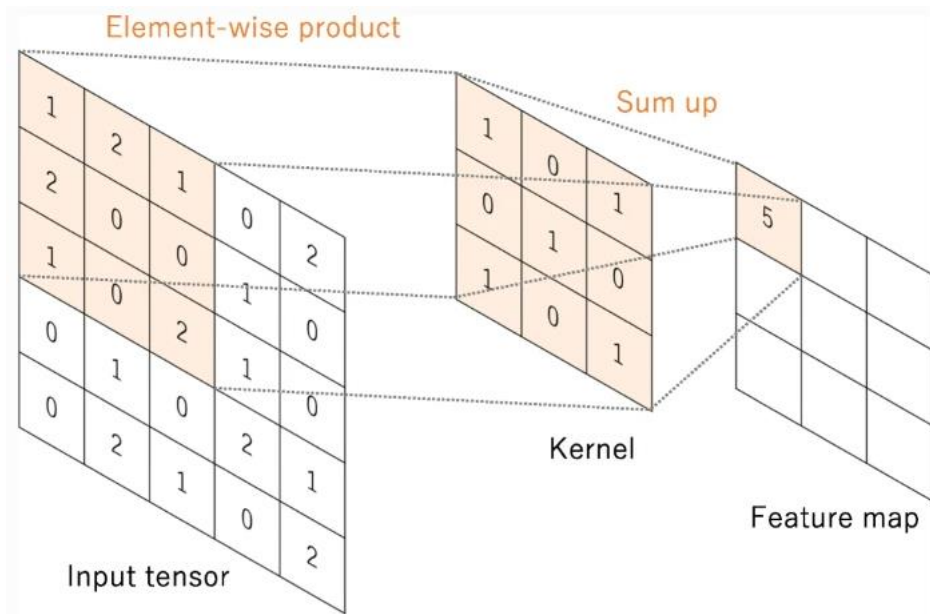 Element-wise product
Sum up
1 2 1 0 2
2 0 0 1 0
1 0 2 1 0
0 1 0 2 1
0 2 1 0 2
1 0 1
0 1 0
1 0 1
5
Kernel
Feature map
Input tensor